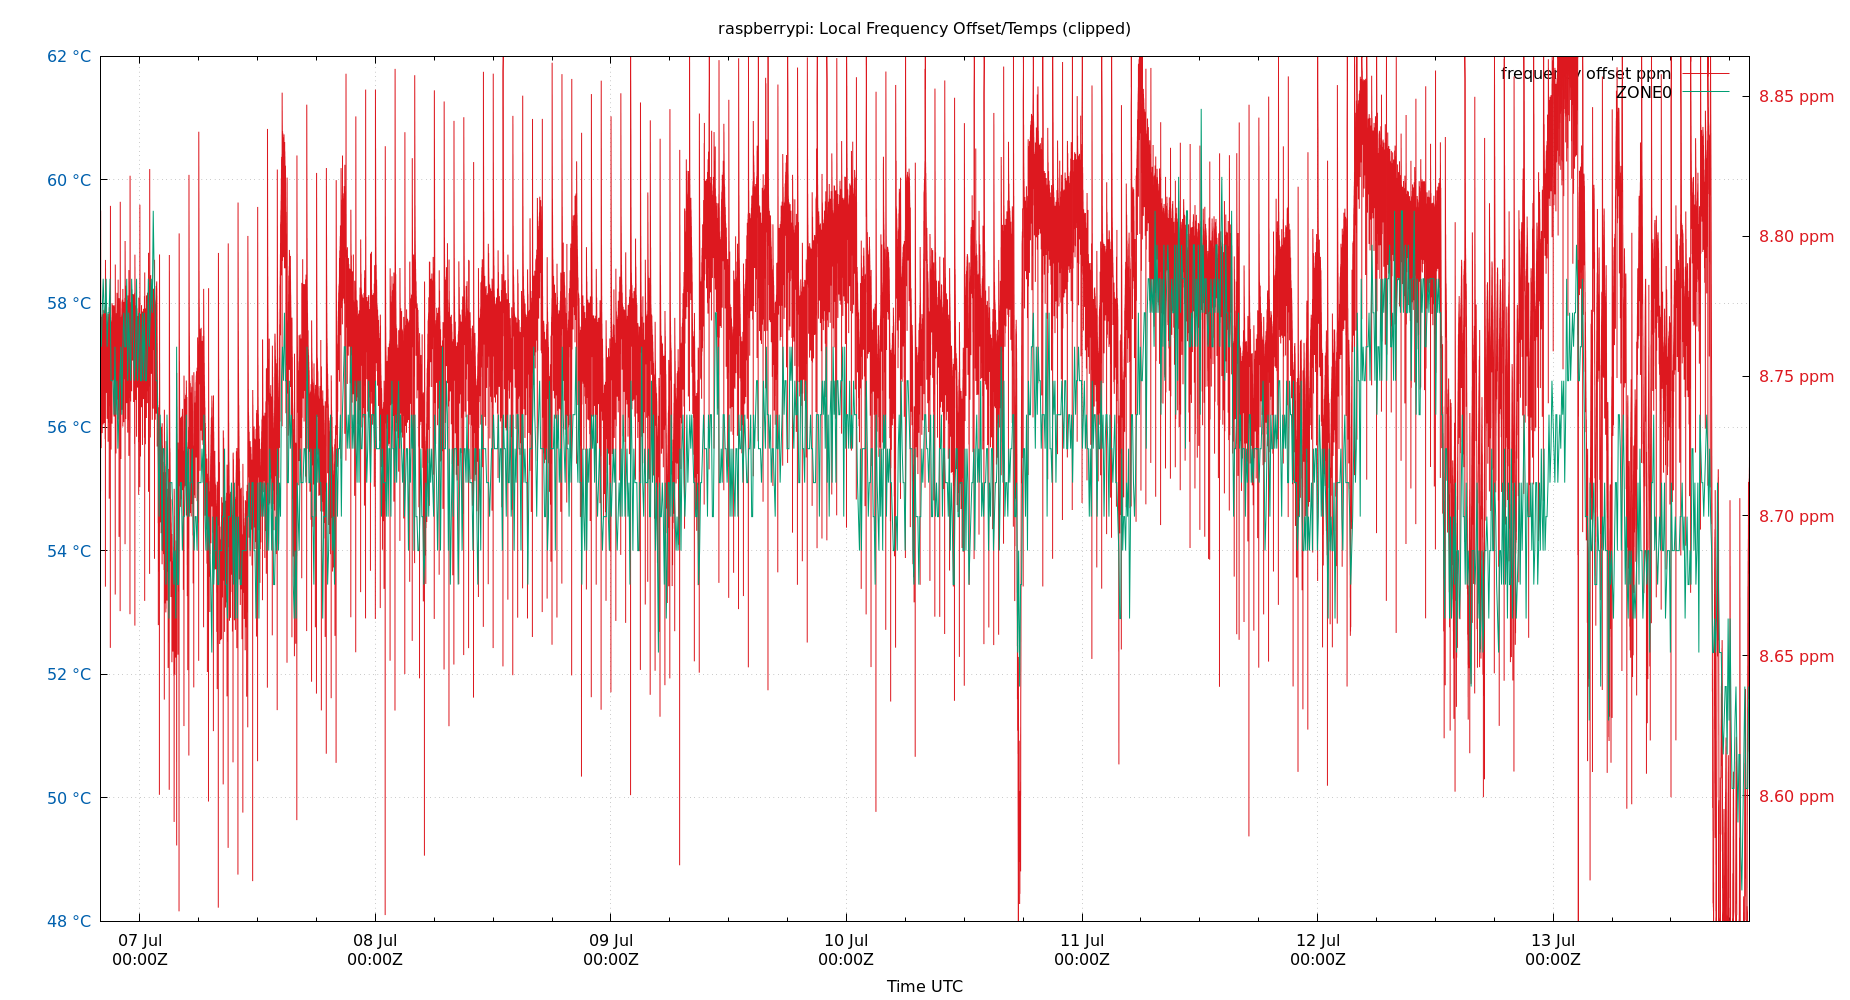 raspberrypi: Local Frequency Offset/Temps (clipped)
62 °C
60 °C
58 °C
56 °C
54 °C
52 °C
50 °C
48 °C
frequency offset ppm
ZONE0
8.85 ppm
8.80 ppm
8.75 ppm
8.70 ppm
8.65 ppm
8.60 ppm
07 Jul
00:00Z
08 Jul
00:00Z
09 Jul
00:00Z
10 Jul
00:00Z
11 Jul
00:00Z
12 Jul
00:00Z
13 Jul
00:00Z
Time UTC